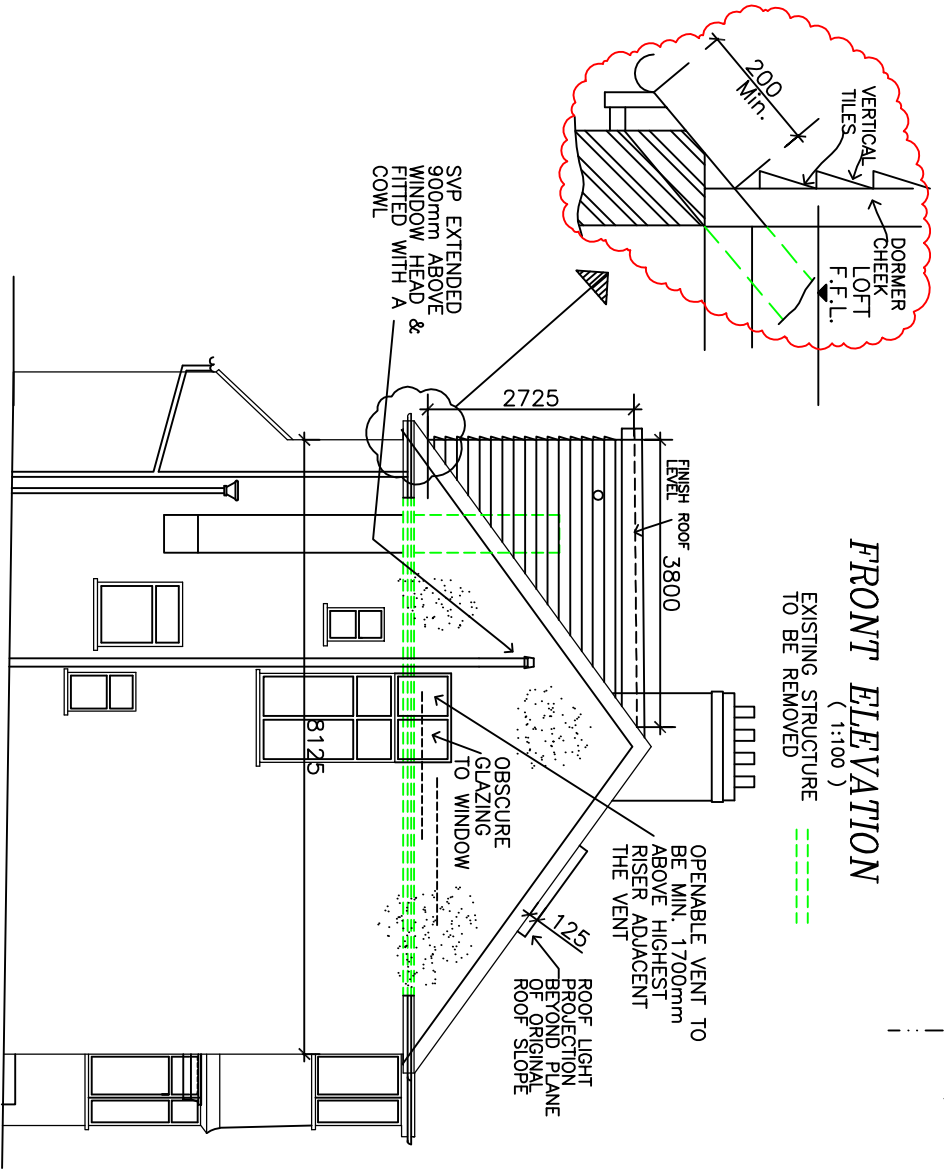 FRONT ELEVATION
( 1:100 )
EXISTING STRUCTURE
TO BE REMOVED
200
Min.
VERTICAL
TILES
DORMER
CHEEK
LOFT
F.F.L.
SVP EXTENDED
900mm ABOVE
WINDOW HEAD &
FITTED WITH A
COWL
2725
FINISH ROOF
LEVEL
3800
8125
OBSCURE
GLAZING
TO WINDOW
OPENABLE VENT TO
BE MIN. 1700mm
ABOVE HIGHEST
RISER ADJACENT
THE VENT
125
ROOF LIGHT
PROJECTION
BEYOND PLANE
OF ORIGINAL
ROOF SLOPE